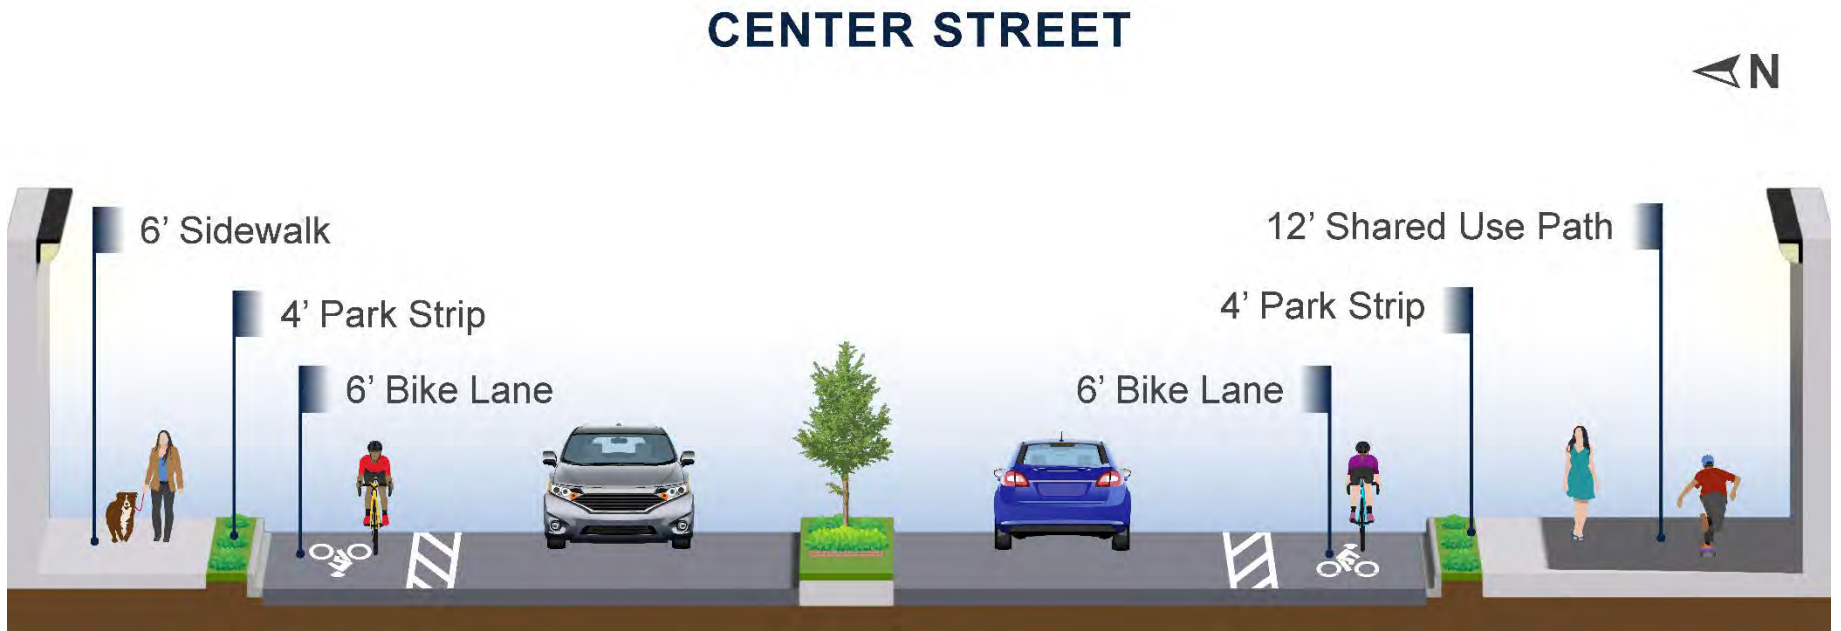 CENTER STREET
N
6’ Sidewalk
12’ Shared Use Path
4’ Park Strip
4’ Park Strip
6’ Bike Lane
6’ Bike Lane